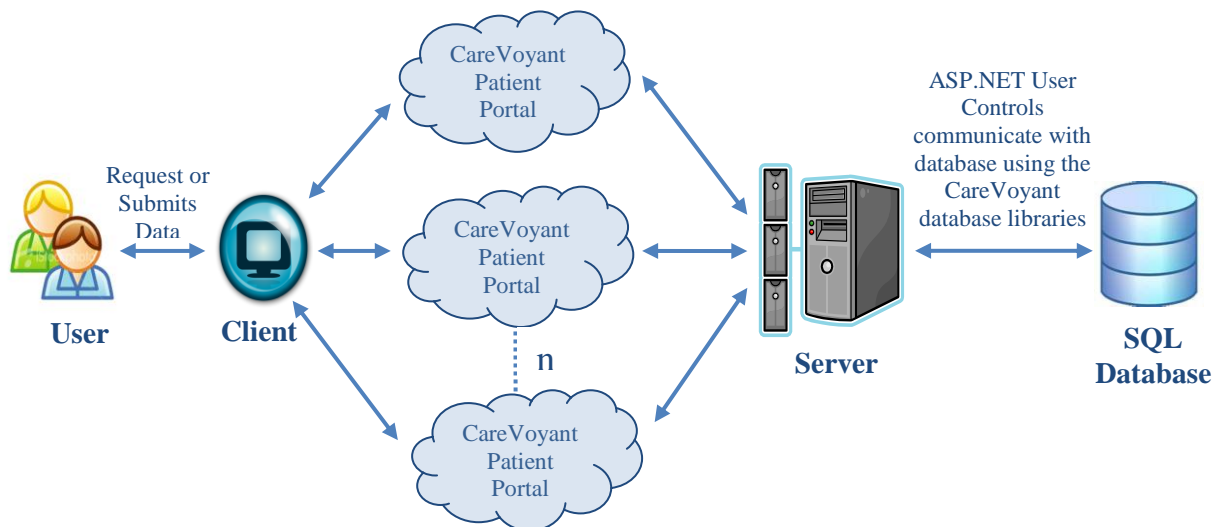 CareVoyant
Patient
Portal
ASP.NET User
Controls
communicate with
database using the
CareVoyant
database libraries
Request or
Submits
Data
CareVoyant
Patient
Portal
User
Client
n
Server
SQL
Database
CareVoyant
Patient
Portal